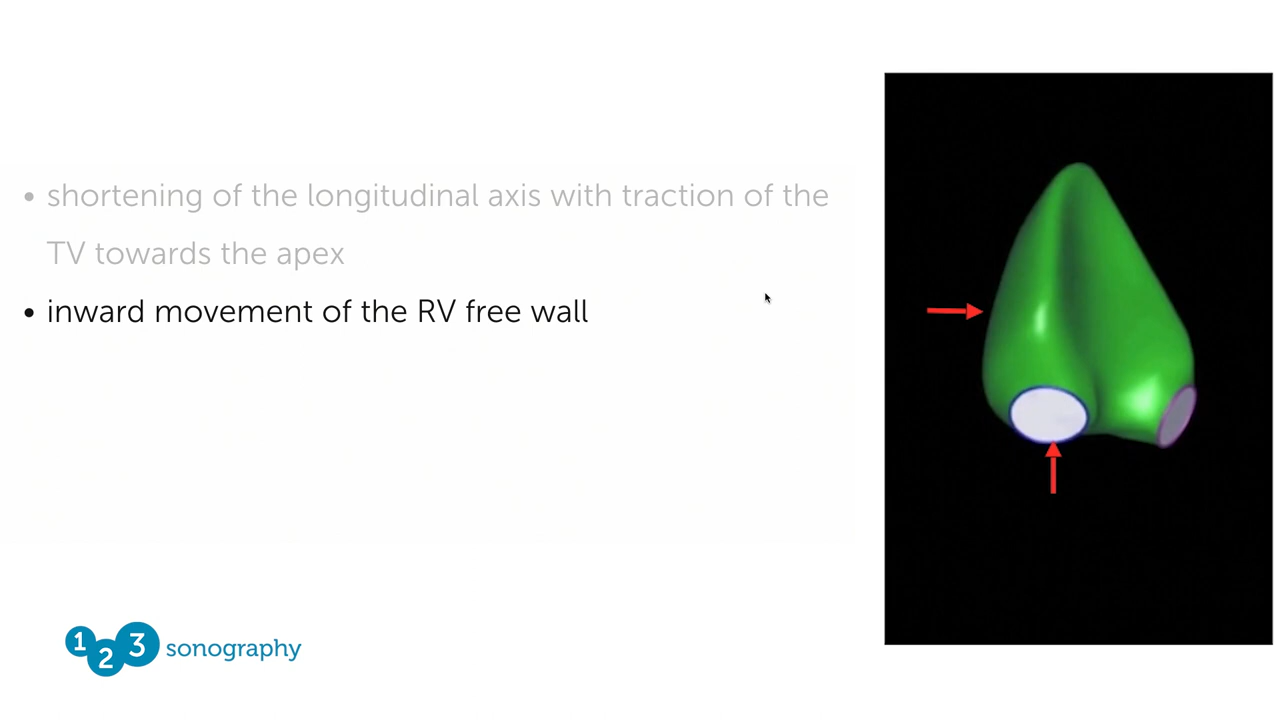 • shortening of the longitudinal axis with traction of the
TV towards the apex
• inward movement of the RV free wall
123 sonography